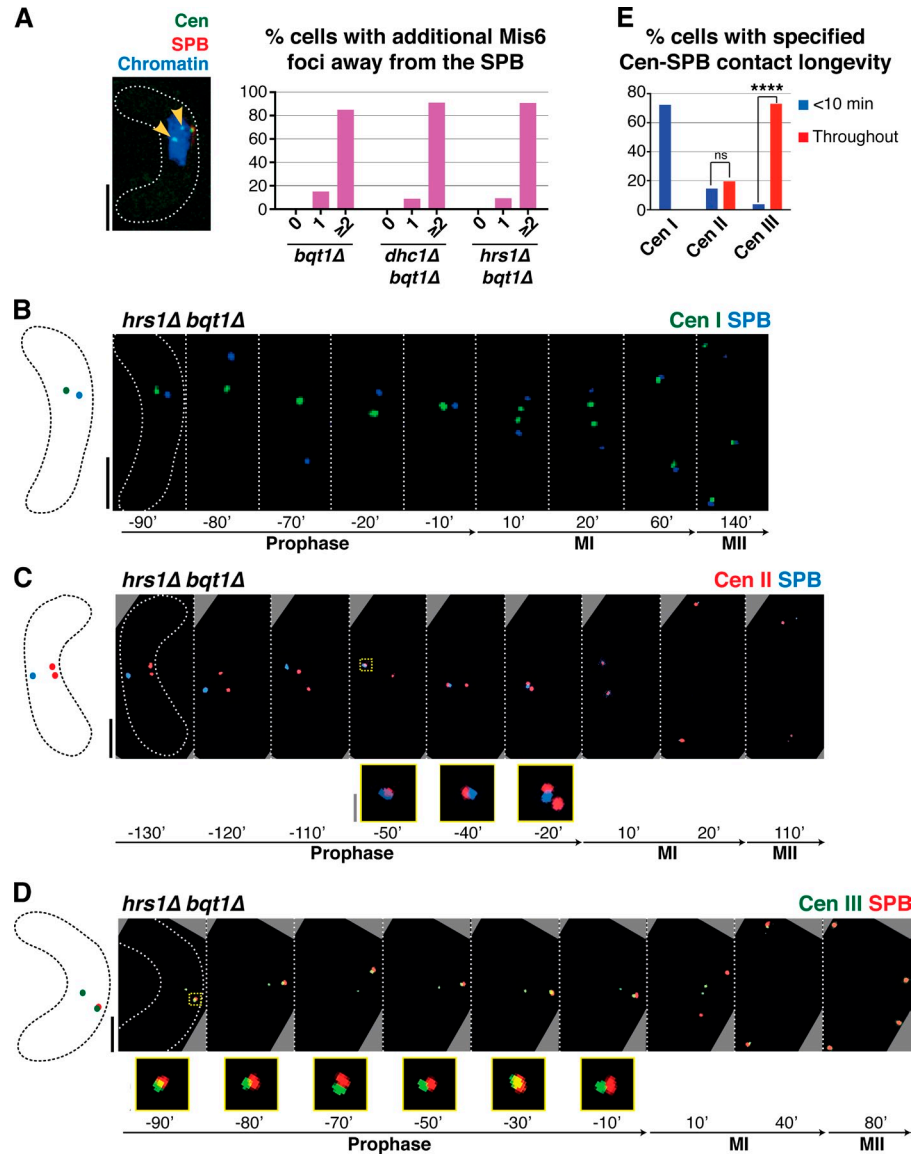 A
Cen
SPB
Chromatin
% cells with additional Mis6
foci away from the SPB
100
80
60
40
20
0
0 1 ≥2 0 1 ≥2 0 1 ≥2
bqt1Δ dhc1Δ hrs1Δ
bqt1Δ bqt1Δ
E
% cells with specified
Cen-SPB contact longevity
80
60
40
20
0
ns
****
<10 min
Throughout
Cen I Cen II Cen III
B
hrs1Δ bqt1Δ Cen I SPB
-90’ -80’ -70’ -20’ -10’ 10’ 20’ 60’ 140’
Prophase MI MII
C
hrs1Δ bqt1Δ Cen II SPB
-130’ -120’ -110’ -50’ -40’ -20’ 10’ 20’ 110’
Prophase MI MII
D
hrs1Δ bqt1Δ Cen III SPB
-90’ -80’ -70’ -50’ -30’ -10’ 10’ 40’ 80’
Prophase MI MII